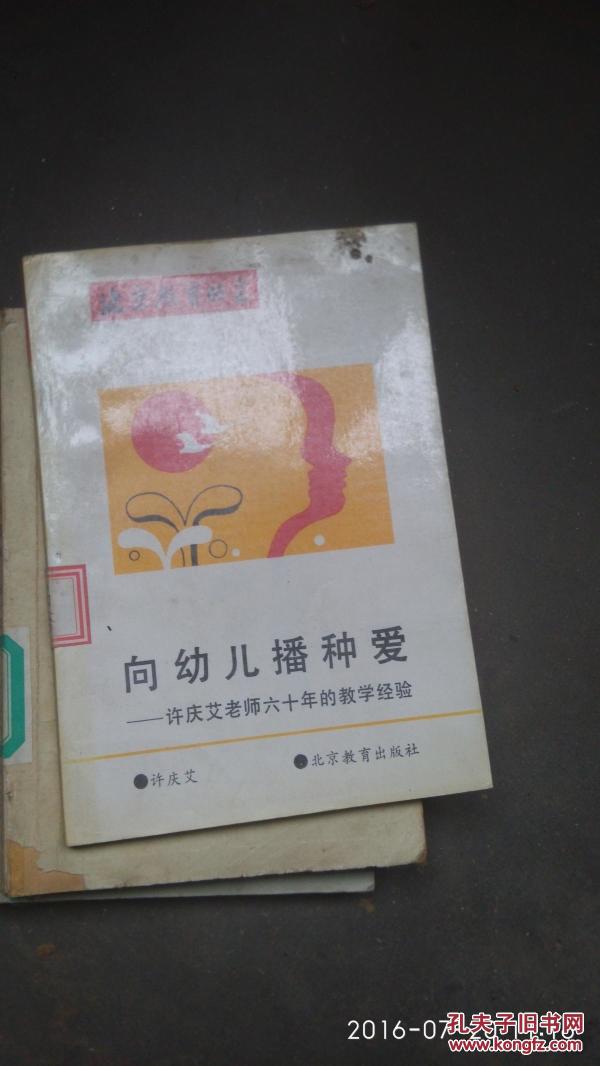 向幼儿播种爱
——许庆艾老师六十年的教学经验
●许庆艾
●北京教育出版社
孔夫子旧书网
www.kongfz.com